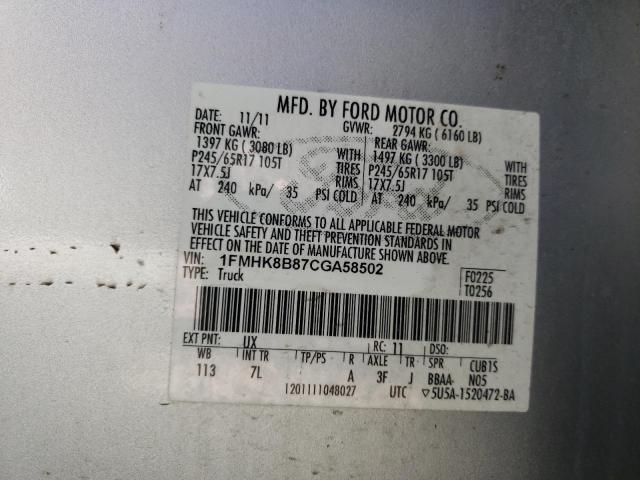 MFD. BY FORD MOTOR CO.
DATE: 11/11 GVWR: 2794 KG ( 6160 LB)
FRONT GAWR: REAR GAWR:
1397 KG ( 3080 LB) WITH 1497 KG ( 3300 LB) WITH
P245/65R17 105T TIRES P245/65R17 105T TIRES
17X7.5J RIMS 17X7.5J RIMS
AT 240 kPa/ 35 PSI COLD AT 240 kPa/ 35 PSI COLD
THIS VEHICLE CONFORMS TO ALL APPLICABLE FEDERAL MOTOR
VEHICLE SAFETY AND THEFT PREVENTION STANDARDS IN
EFFECT ON THE DATE OF MANUFACTURE SHOWN ABOVE.
VIN: 1FMHK8B87CGA58502 F0225
TYPE: Truck T0256
EXT PNT: UX RC: 11 DSO:
WB INT TR TP/PS R AXLE TR SPR CUB1S
113 7L A 3F J BBAA N05
1201111048027 UTC ▽5U5A-1520472-BA